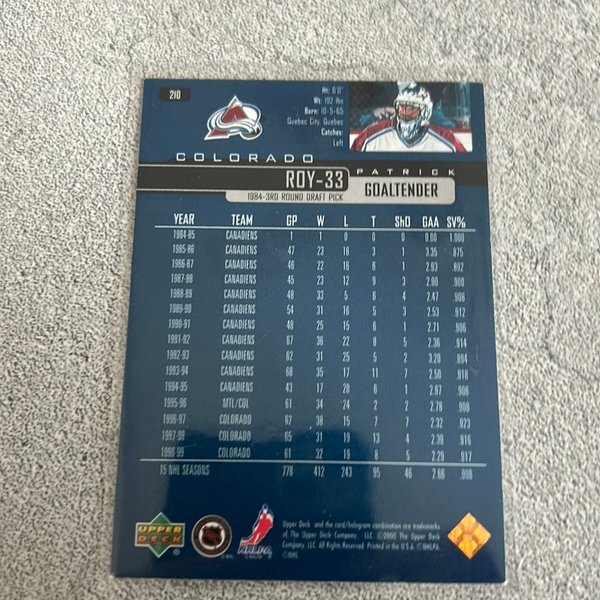 210
Ht: 6'0"
Wt: 192 lbs
Born: 10-5-65
Quebec City, Quebec
Catches:
Left
COLORADO
PATRICK
ROY-33
GOALTENDER
1984-3RD ROUND DRAFT PICK
YEAR TEAM GP W L T ShO GAA SV%
1984-85 CANADIENS 1 1 0 0 0 0.00 1.000
1985-86 CANADIENS 47 23 18 3 1 3.35 .875
1986-87 CANADIENS 46 22 16 6 1 2.93 .892
1987-88 CANADIENS 45 23 12 9 3 2.90 .900
1988-89 CANADIENS 48 33 5 6 4 2.47 .908
1989-90 CANADIENS 54 31 16 5 3 2.53 .912
1990-91 CANADIENS 48 25 15 6 1 2.71 .906
1991-92 CANADIENS 67 36 22 8 5 2.36 .914
1992-93 CANADIENS 62 31 25 5 2 3.20 .894
1993-94 CANADIENS 68 35 17 11 7 2.50 .918
1994-95 CANADIENS 43 17 20 6 1 2.97 .906
1995-96 MTL/COL 61 34 24 2 2 2.78 .908
1996-97 COLORADO 62 38 15 7 7 2.32 .923
1997-98 COLORADO 65 31 19 13 4 2.39 .916
1998-99 COLORADO 61 32 19 8 5 2.29 .917
15 NHL SEASONS 778 412 243 95 46 2.66 .908
UPPER
DECK
NHLPA
Upper Deck and the card/hologram combination are trademarks
of The Upper Deck Company, LLC. ©2000 The Upper Deck
Company, LLC. All Rights Reserved. Printed in the U.S.A. ©NHLPA
©NHL